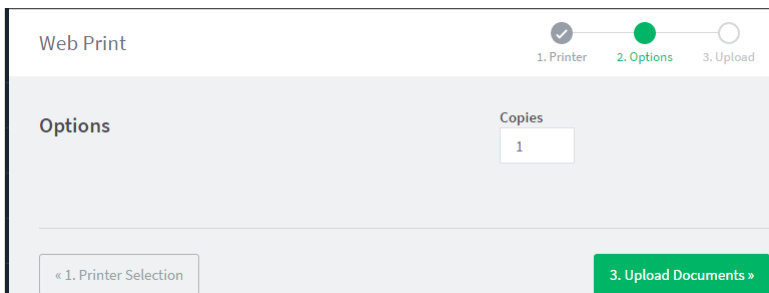 Web Print
1. Printer
2. Options
3. Upload
Options
Copies
1
« 1. Printer Selection
3. Upload Documents »